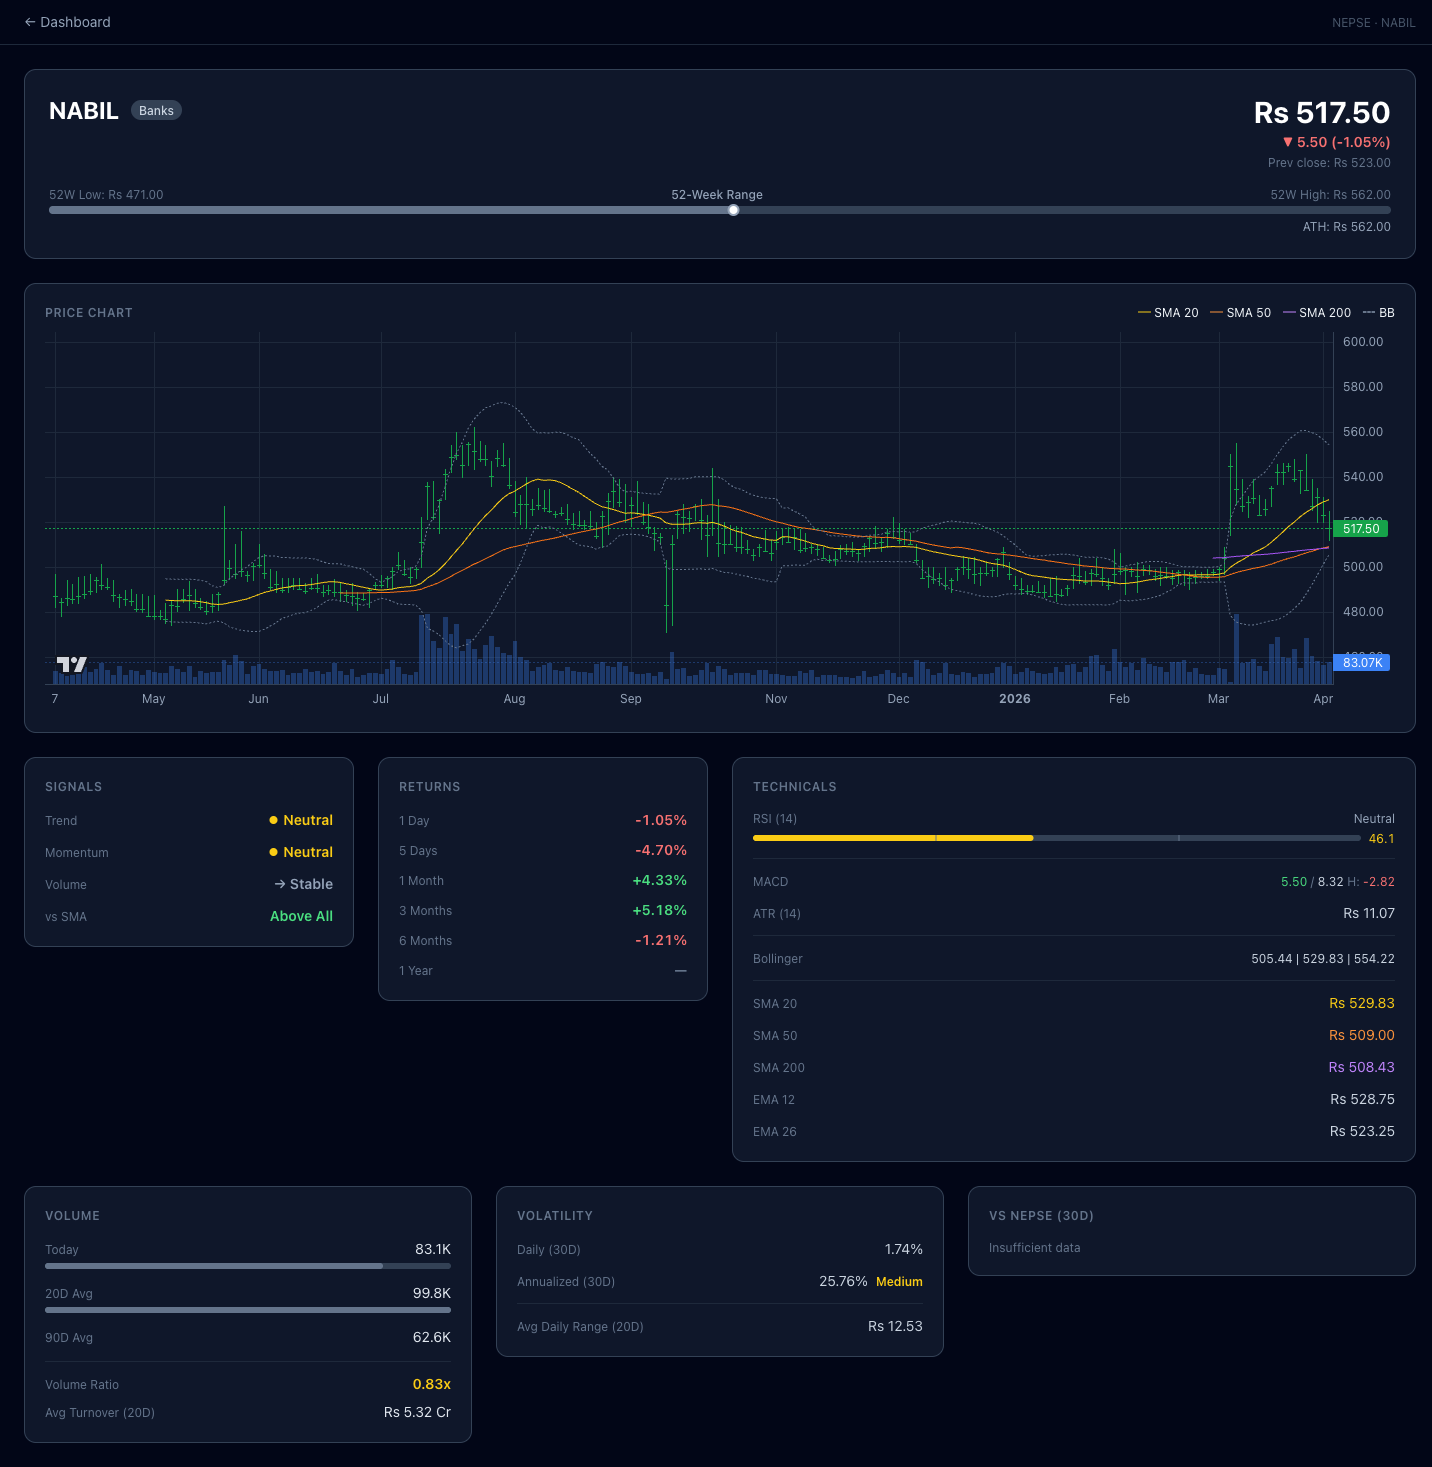 ← Dashboard
NEPSE · NABIL
NABIL
Banks
Rs 517.50
▼ 5.50 (-1.05%)
Prev close: Rs 523.00
52W Low: Rs 471.00
52-Week Range
52W High: Rs 562.00
ATH: Rs 562.00
PRICE CHART
SMA 20
SMA 50
SMA 200
BB
600.00
580.00
560.00
540.00
517.50
500.00
480.00
83.07K
7 May Jun Jul Aug Sep Nov Dec 2026 Feb Mar Apr
SIGNALS
Trend ● Neutral
Momentum ● Neutral
Volume → Stable
vs SMA Above All
RETURNS
1 Day -1.05%
5 Days -4.70%
1 Month +4.33%
3 Months +5.18%
6 Months -1.21%
1 Year —
TECHNICALS
RSI (14) Neutral
46.1
MACD 5.50 / 8.32 H: -2.82
ATR (14) Rs 11.07
Bollinger 505.44 | 529.83 | 554.22
SMA 20 Rs 529.83
SMA 50 Rs 509.00
SMA 200 Rs 508.43
EMA 12 Rs 528.75
EMA 26 Rs 523.25
VOLUME
Today 83.1K
20D Avg 99.8K
90D Avg 62.6K
Volume Ratio 0.83x
Avg Turnover (20D) Rs 5.32 Cr
VOLATILITY
Daily (30D) 1.74%
Annualized (30D) 25.76% Medium
Avg Daily Range (20D) Rs 12.53
VS NEPSE (30D)
Insufficient data